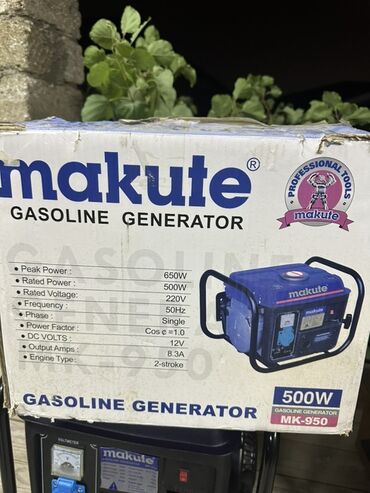 makute®
GASOLINE GENERATOR
PROFESSIONAL TOOLS
makute
• Peak Power : 650W
• Rated Power : 500W
• Rated Voltage: 220V
• Frequency : 50Hz
• Phase : Single
• Power Factor : Cos ¢ =1.0
• DC VOLTS : 12V
• Output Amps : 8.3A
• Engine Type : 2-stroke
makute
GASOLINE GENERATOR
500W
GASOLINE GENERATOR
MK-950
VOLTMETER
makute